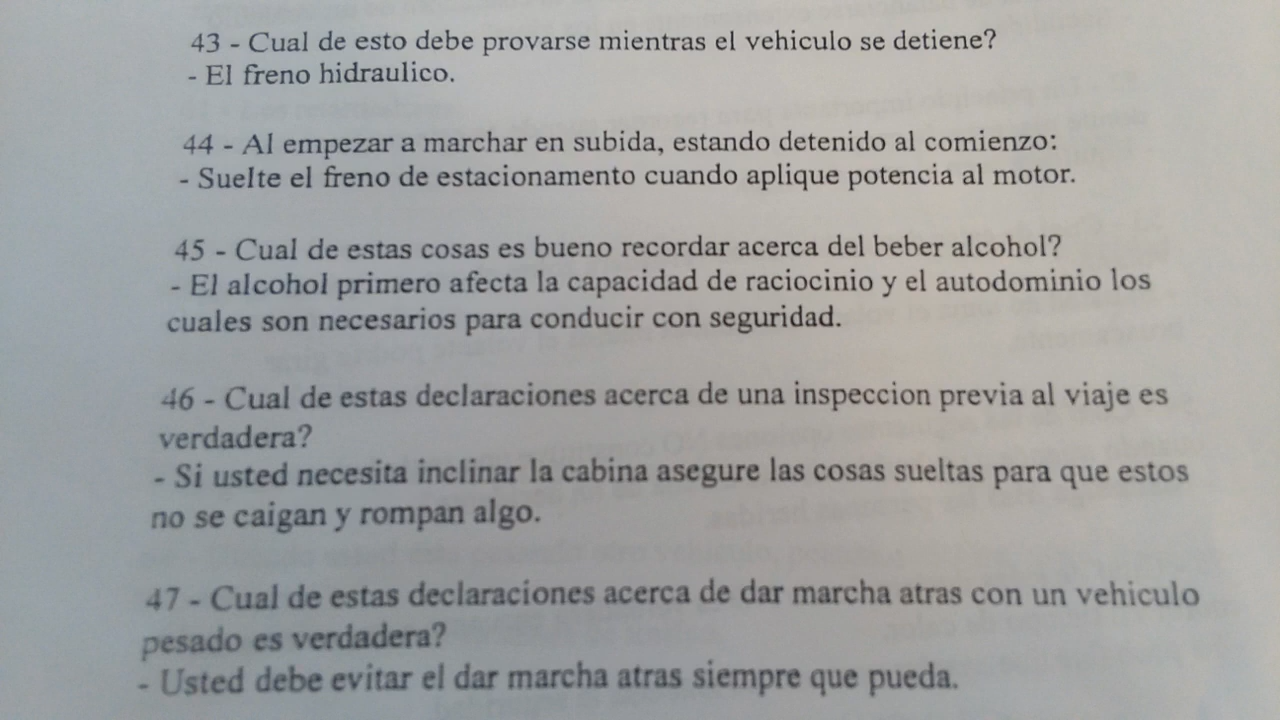 43 - Cual de esto debe provarse mientras el vehiculo se detiene?
- El freno hidraulico.
44 - Al empezar a marchar en subida, estando detenido al comienzo:
- Suelte el freno de estacionamento cuando aplique potencia al motor.
45 - Cual de estas cosas es bueno recordar acerca del beber alcohol?
- El alcohol primero afecta la capacidad de raciocinio y el autodominio los
cuales son necesarios para conducir con seguridad.
46 - Cual de estas declaraciones acerca de una inspeccion previa al viaje es
verdadera?
- Si usted necesita inclinar la cabina asegure las cosas sueltas para que estos
no se caigan y rompan algo.
47 - Cual de estas declaraciones acerca de dar marcha atras con un vehiculo
pesado es verdadera?
- Usted debe evitar el dar marcha atras siempre que pueda.